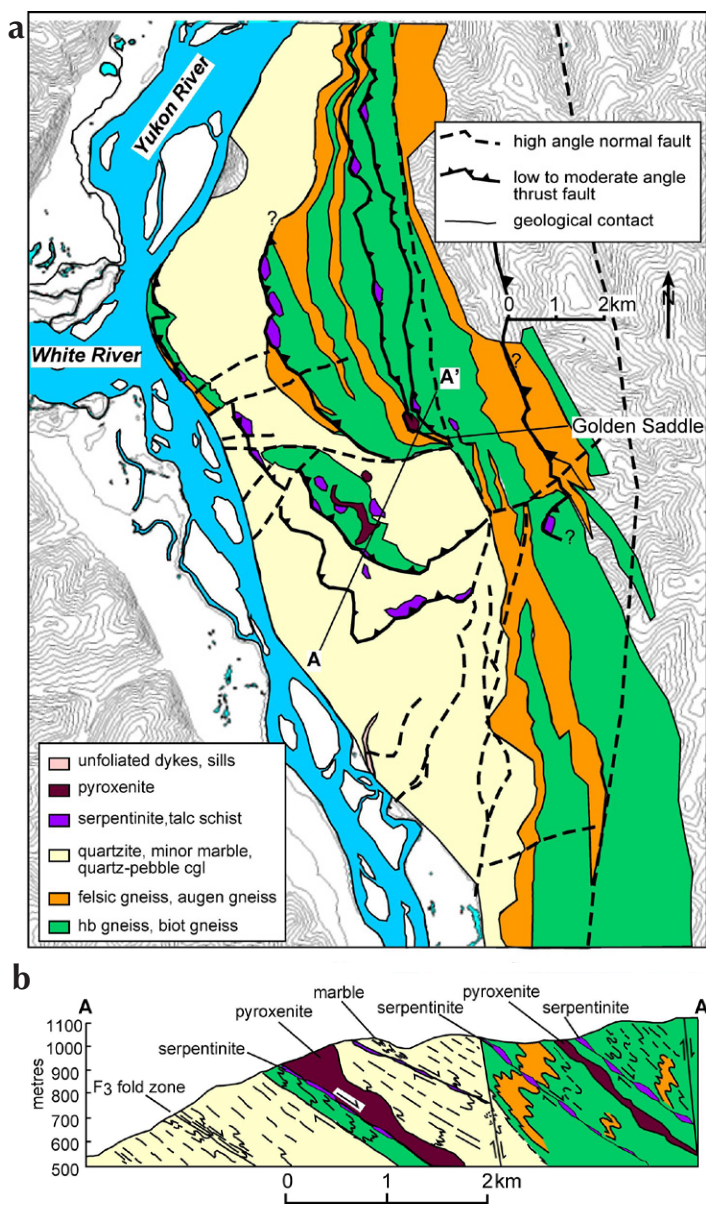 a
Yukon River
high angle normal fault
low to moderate angle
thrust fault
geological contact
?
0 2km
N
?
White River
A'
Golden Saddle
?
A
unfoliated dykes, sills
pyroxenite
serpentinite,talc schist
quartzite, minor marble,
quartz-pebble cgl
felsic gneiss, augen gneiss
hb gneiss, biot gneiss
b
A
marble
pyroxenite
serpentinite
pyroxenite
serpentinite
A
serpentinite
F3 fold zone
metres
1100
1000
900
800
700
600
500
0 1 2km